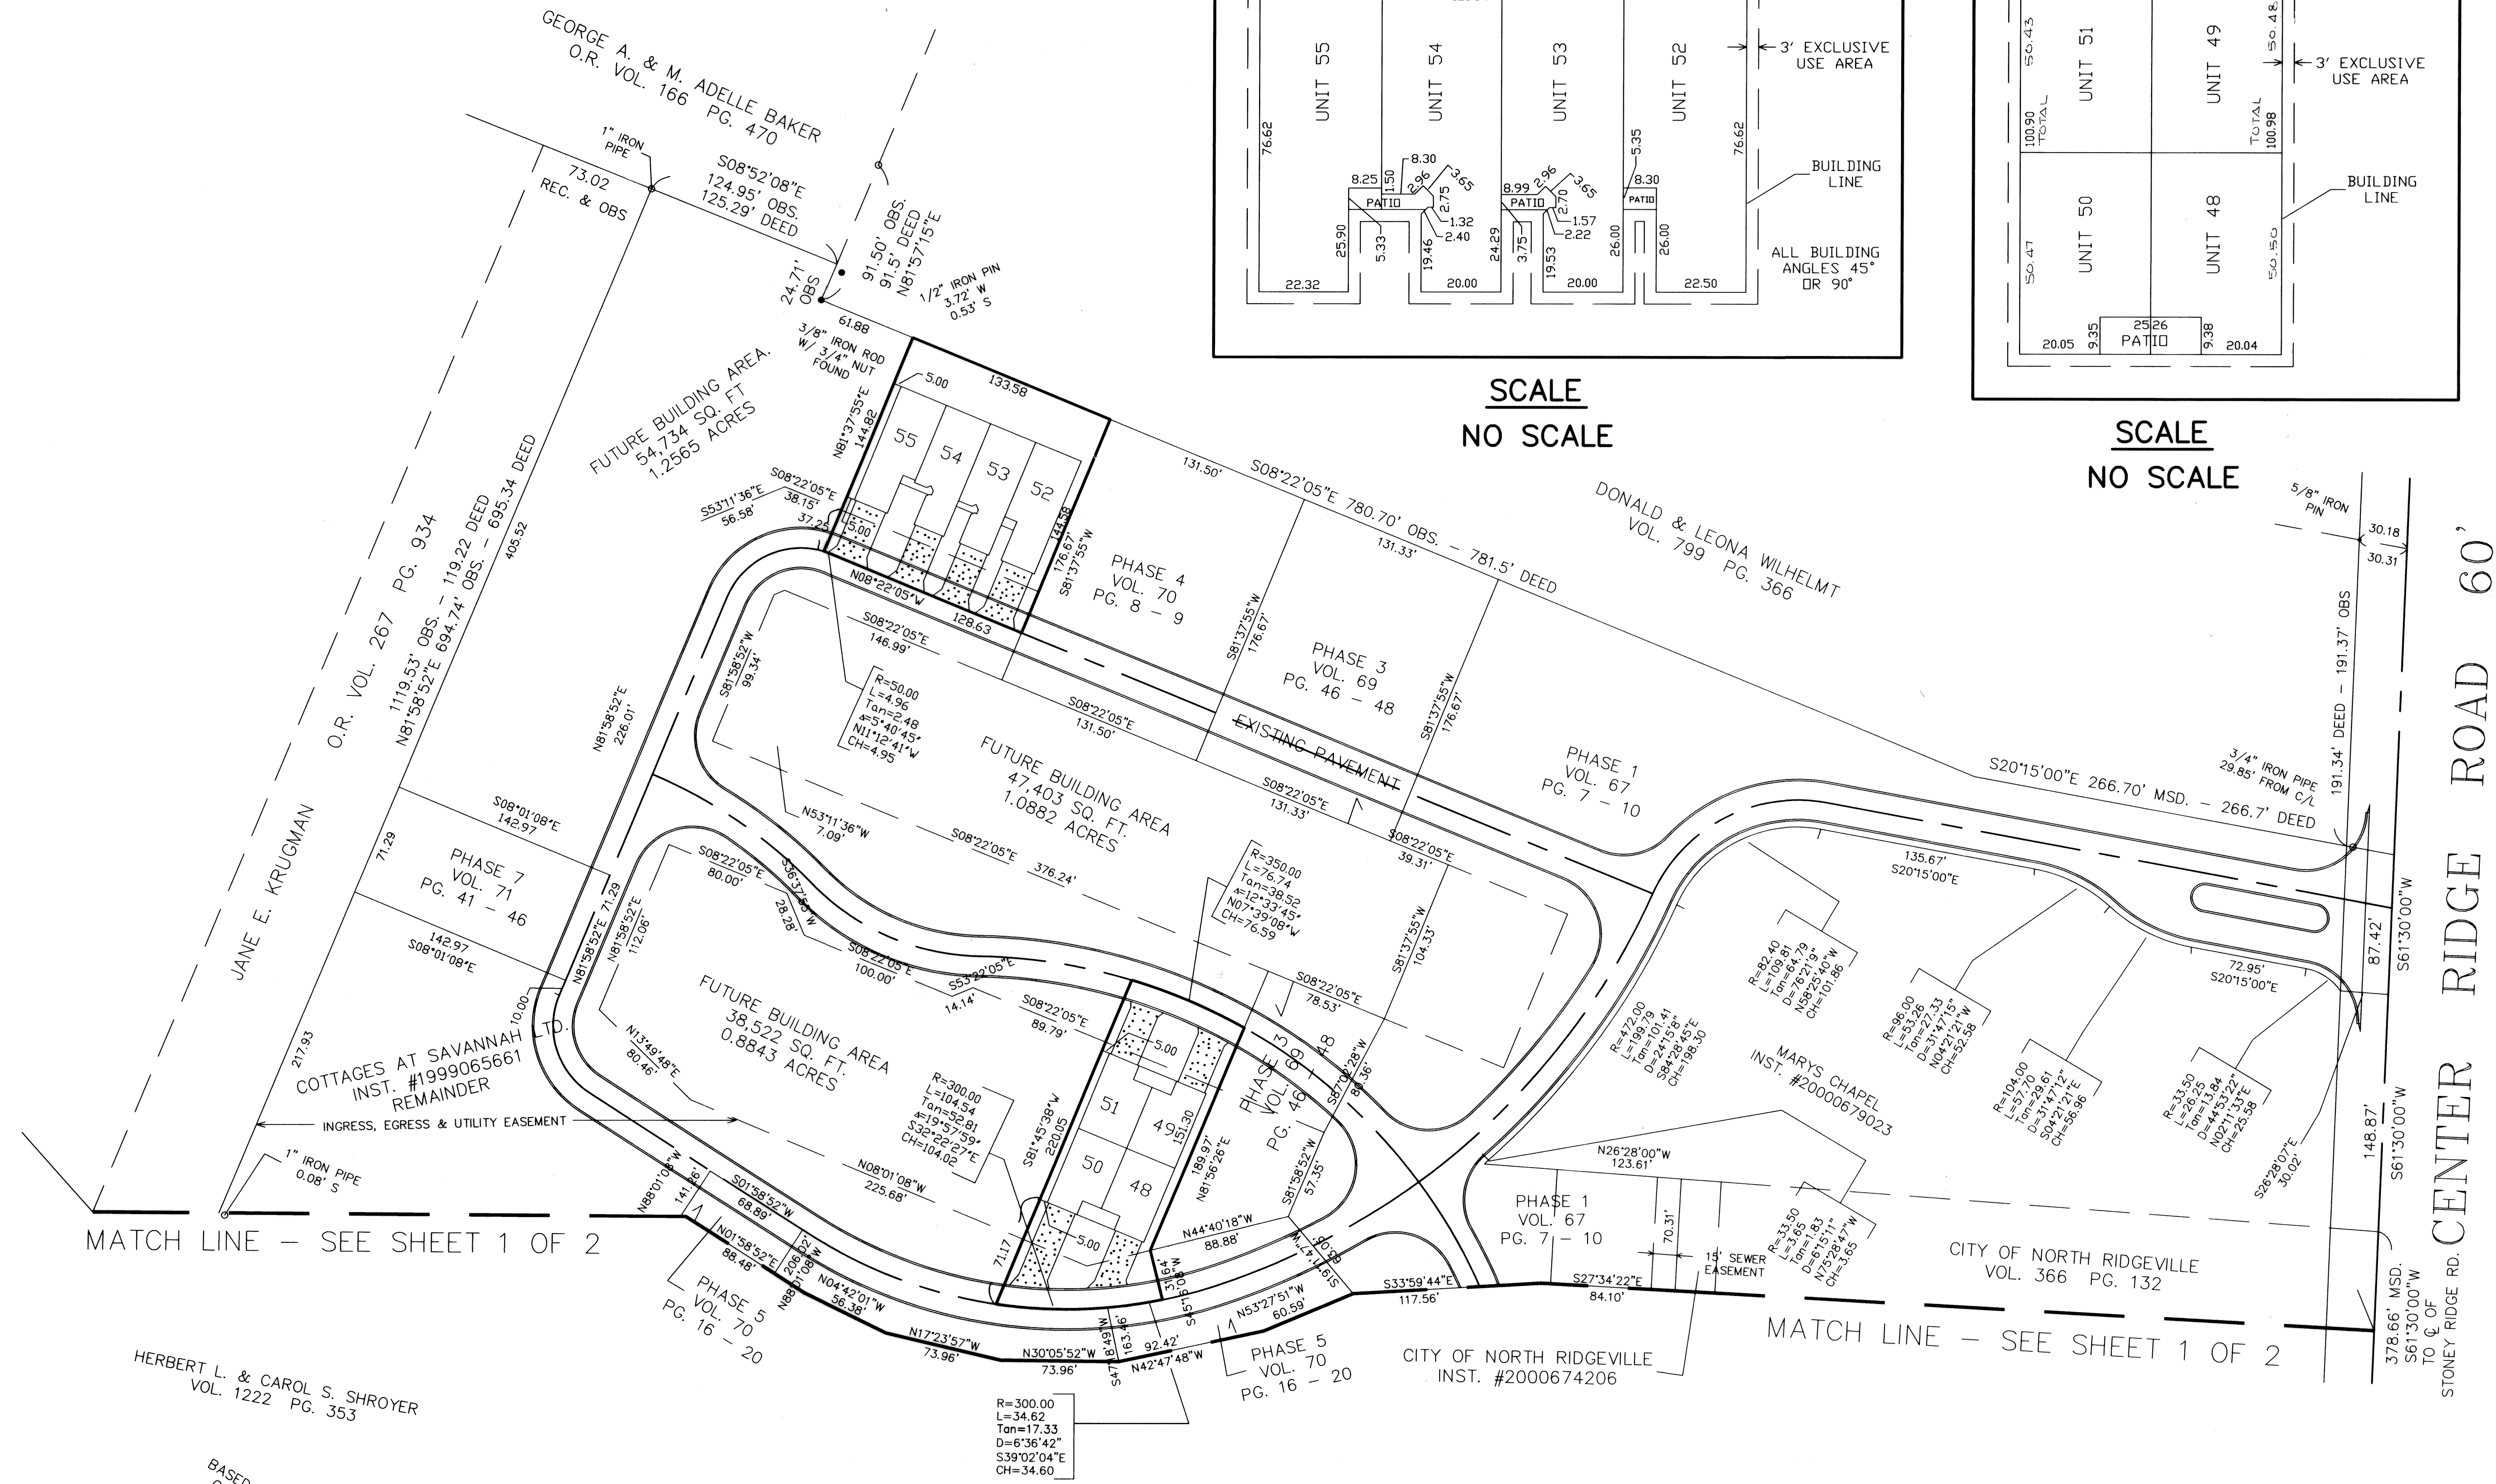 GEORGE A. & M. ADELLE BAKER
O.R. VOL. 166 PG. 470
1" IRON
PIPE
73.02
REC. & OBS
S08°52'08"E
124.95' OBS.
125.29' DEED
91.50' OBS.
91.5' DEED
N81°57'15"E
24.71'
OBS
1/2" IRON PIN
3.72' W
0.53' S
61.88
3/8" IRON ROD
W/ 3/4" NUT
FOUND
FUTURE BUILDING AREA.
54,734 SQ. FT
1.2565 ACRES
N81°37'55"E
144.82
5.00
133.58
55
54
53
52
S53°11'36"E
56.58'
S08°22'05"E
38.15'
37.25
5.00
144.58
176.67'
S81°37'55"W
N08°22'05"W
128.63
UNIT 55
UNIT 54
UNIT 53
UNIT 52
76.62
76.62
3' EXCLUSIVE
USE AREA
BUILDING
LINE
8.25
1.50
8.30
2.96
3.65
2.75
PATIO
1.32
2.40
25.90
5.33
19.46
24.29
8.99
2.96
3.65
2.70
PATIO
1.57
2.22
3.75
19.53
5.35
8.30
PATIO
26.00
26.00
22.32
20.00
20.00
22.50
ALL BUILDING
ANGLES 45°
OR 90°
SCALE
NO SCALE
50.43
UNIT 51
UNIT 49
50.48
3' EXCLUSIVE
USE AREA
100.90
TOTAL
TOTAL
100.98
UNIT 50
UNIT 48
BUILDING
LINE
50.47
50.50
25.26
PATIO
9.35
9.38
20.05
20.04
SCALE
NO SCALE
5/8" IRON
PIN
30.18
30.31
CENTER RIDGE ROAD 60'
131.50'
S08°22'05"E 780.70' OBS. – 781.5' DEED
131.33'
DONALD & LEONA WILHELMT
VOL. 799 PG. 366
PHASE 4
VOL. 70
PG. 8 – 9
S81°37'55"W
176.67'
PHASE 3
VOL. 69
PG. 46 – 48
S81°37'55"W
176.67'
PHASE 1
VOL. 67
PG. 7 – 10
EXISTING PAVEMENT
191.34' DEED – 191.37' OBS
3/4" IRON PIPE
29.85' FROM C/L
S20°15'00"E 266.70' MSD. – 266.7' DEED
JANE E. KRUGMAN O.R. VOL. 267 PG. 934
1119.53' OBS. – 119.22 DEED
N81°58'52"E 694.74' OBS. – 695.34 DEED
405.52
N81°58'52"E
226.01'
S81°58'52"W
99.34'
S08°22'05"E
146.99'
R=50.00
L=4.96
Tan=2.48
Δ=5°40'45"
N11°12'41"W
CH=4.95
S08°22'05"E
131.50'
S08°22'05"E
131.33'
S08°22'05"E
39.31'
FUTURE BUILDING AREA
47,403 SQ. FT.
1.0882 ACRES
N53°11'36"W
7.09'
S08°22'05"E 376.24'
S08°01'08"E
142.97
71.29
PHASE 7
VOL. 71
PG. 41 – 46
142.97
S08°01'08"E
N81°58'52"E 71.29
N81°58'52"E
112.06'
S08°22'05"E
80.00'
S36°37'55"W
28.28'
S08°22'05"E
100.00'
S53°22'05"E
14.14'
S08°22'05"E
89.79'
R=350.00
L=76.74
Tan=38.52
Δ=12°33'45"
N07°39'08"W
CH=76.59
S81°37'55"W
104.33'
S08°22'05"E
78.53'
S87°02'28"W
80.36'
PHASE 3
VOL. 69
PG. 46 – 48
10.00
217.93
COTTAGES AT SAVANNAH LTD.
INST. #1999065661
REMAINDER
INGRESS, EGRESS & UTILITY EASEMENT
1" IRON PIPE
0.08' S
N13°49'48"E
80.46'
FUTURE BUILDING AREA
38,522 SQ. FT.
0.8843 ACRES
R=300.00
L=104.54
Tan=52.81
Δ=19°57'59"
S32°22'27"E
CH=104.02
S81°45'38"W
220.05
5.00
51
49
50
48
151.30
189.97'
N81°56'26"E
5.00
71.17
N08°01'08"W
225.68'
S81°58'52"W
57.35'
N44°40'18"W
88.88'
31.64'
N88°01'08"W
141.26'
S01°58'52"W
68.89'
N01°58'52"E
88.48'
206.02'
N88°01'08"W
N04°42'01"W
56.38'
N17°23'57"W
73.96'
N30°05'52"W
73.96'
S47°18'49"W
163.46'
92.42'
N42°47'48"W
N53°27'51"W
60.59'
S33°59'44"E
117.56'
S27°34'22"E
84.10'
PHASE 5
VOL. 70
PG. 16 – 20
PHASE 5
VOL. 70
PG. 16 – 20
R=300.00
L=34.62
Tan=17.33
D=6°36'42"
S39°02'04"E
CH=34.60
MATCH LINE – SEE SHEET 1 OF 2
HERBERT L. & CAROL S. SHROYER
VOL. 1222 PG. 353
R=472.00
L=199.79
Tan=101.41
D=24°15'8"
S84°28'45"E
CH=198.30
135.67'
S20°15'00"E
R=82.40
L=109.81
Tan=64.79
D=76°21'9"
N58°25'40"W
CH=101.86
R=96.00
L=53.26
Tan=27.33
D=31°47'15"
N04°21'21"W
CH=52.58
R=104.00
L=57.70
Tan=29.61
D=31°47'12"
S04°21'21"E
CH=56.96
R=33.50
L=26.25
Tan=13.84
D=44°53'22"
N02°11'33"E
CH=25.58
72.95'
S20°15'00"E
87.42'
S61°30'00"W
S26°28'07"E
30.02'
148.87'
S61°30'00"W
MARYS CHAPEL
INST. #2000679023
N26°28'00"W
123.61'
PHASE 1
VOL. 67
PG. 7 – 10
70.31'
15' SEWER
EASEMENT
R=33.50
L=3.65
Tan=1.83
D=6°15'11"
N75°28'47"W
CH=3.65
CITY OF NORTH RIDGEVILLE
VOL. 366 PG. 132
CITY OF NORTH RIDGEVILLE
INST. #2000674206
MATCH LINE – SEE SHEET 1 OF 2
378.66' MSD.
S61°30'00"W
TO ℄ OF
STONEY RIDGE RD.